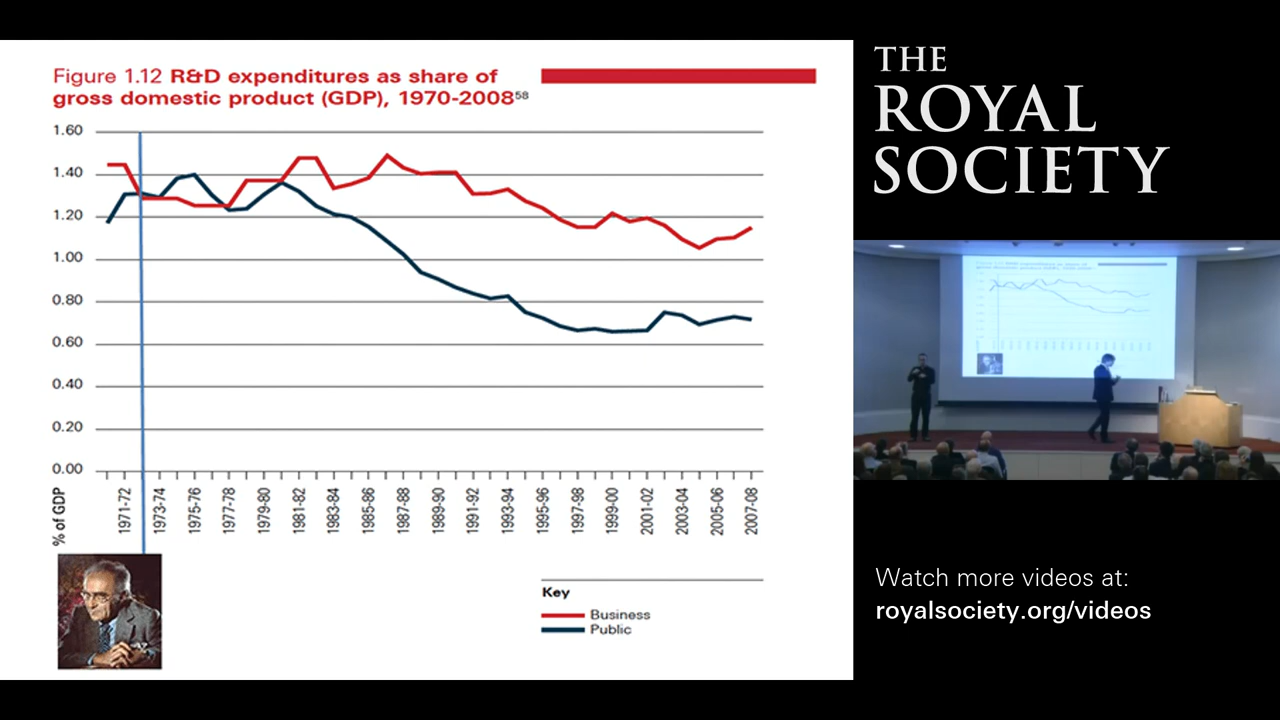 Figure 1.12 R&D expenditures as share of
gross domestic product (GDP), 1970-2008⁵⁸
1.60
1.40
1.20
1.00
0.80
0.60
0.40
0.20
0.00
% of GDP
1971-72
1973-74
1975-76
1977-78
1979-80
1981-82
1983-84
1985-86
1987-88
1989-90
1991-92
1993-94
1995-96
1997-98
1999-00
2001-02
2003-04
2005-06
2007-08
Key
Business
Public
THE
ROYAL
SOCIETY
Watch more videos at:
royalsociety.org/videos